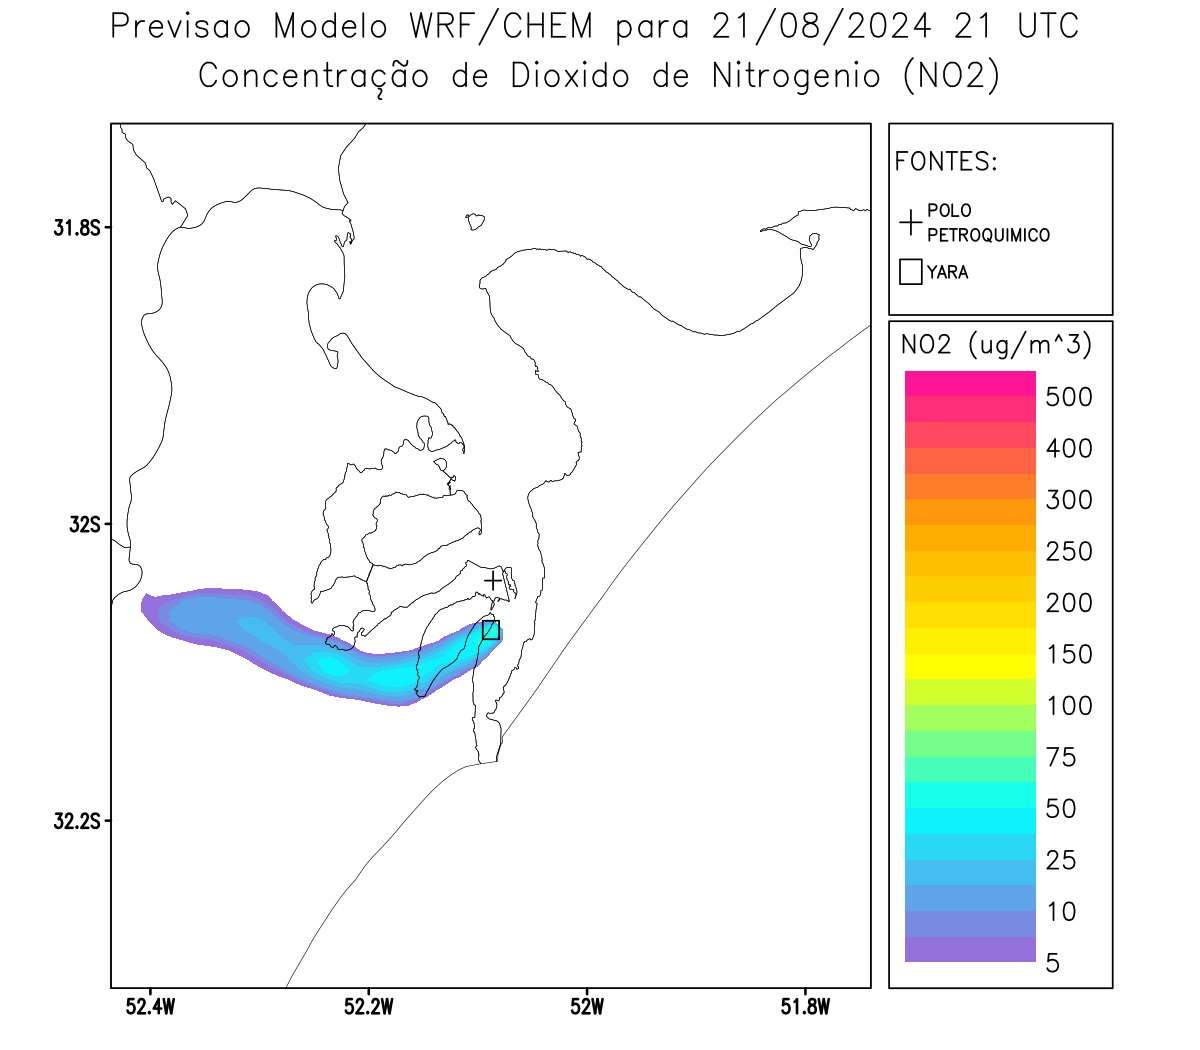 Previsao Modelo WRF/CHEM para 21/08/2024 21 UTC
Concentração de Dioxido de Nitrogenio (NO2)
FONTES:
POLO
PETROQUIMICO
YARA
NO2 (ug/m^3)
500
400
300
250
200
150
100
75
50
25
10
5
31.8S
32S
32.2S
52.4W
52.2W
52W
51.8W